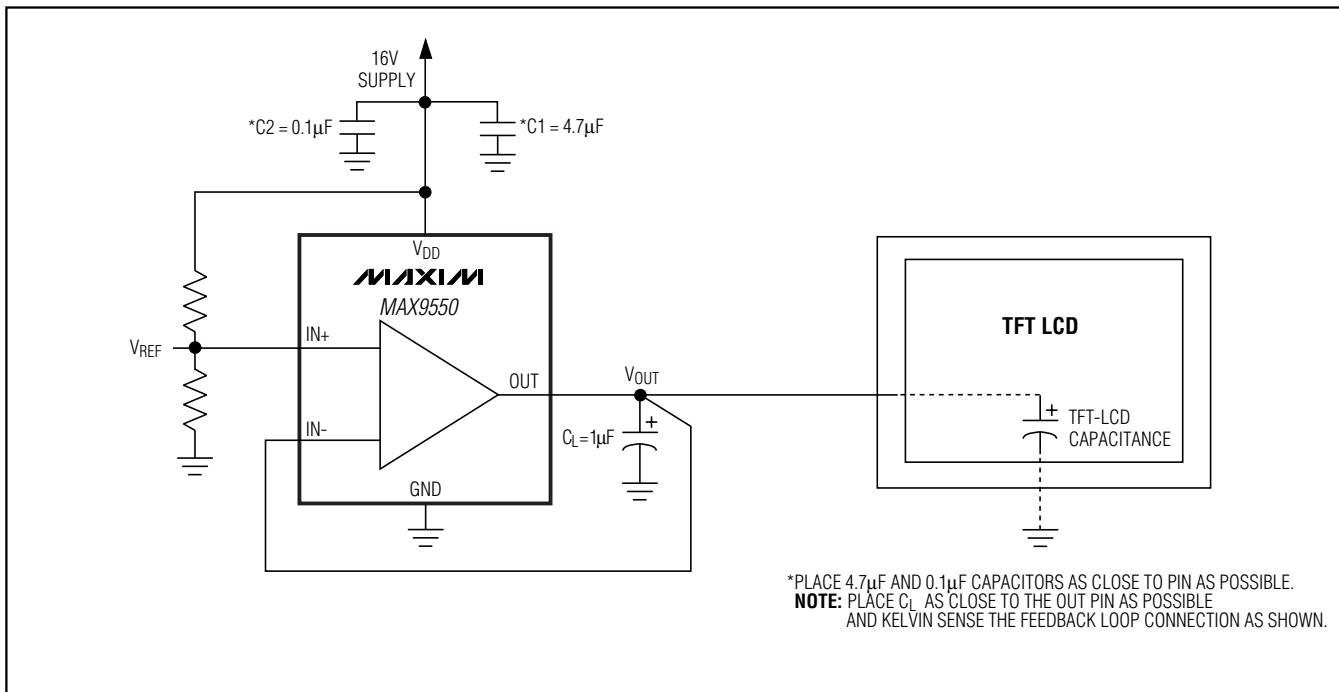 16V
SUPPLY
*C2 = 0.1µF
*C1 = 4.7µF
VDD
MAXIM
MAX9550
IN+
VREF
OUT
VOUT
IN-
CL=1µF
+
GND
TFT LCD
+
TFT-LCD
CAPACITANCE
*PLACE 4.7µF AND 0.1µF CAPACITORS AS CLOSE TO PIN AS POSSIBLE.
NOTE: PLACE CL AS CLOSE TO THE OUT PIN AS POSSIBLE
AND KELVIN SENSE THE FEEDBACK LOOP CONNECTION AS SHOWN.